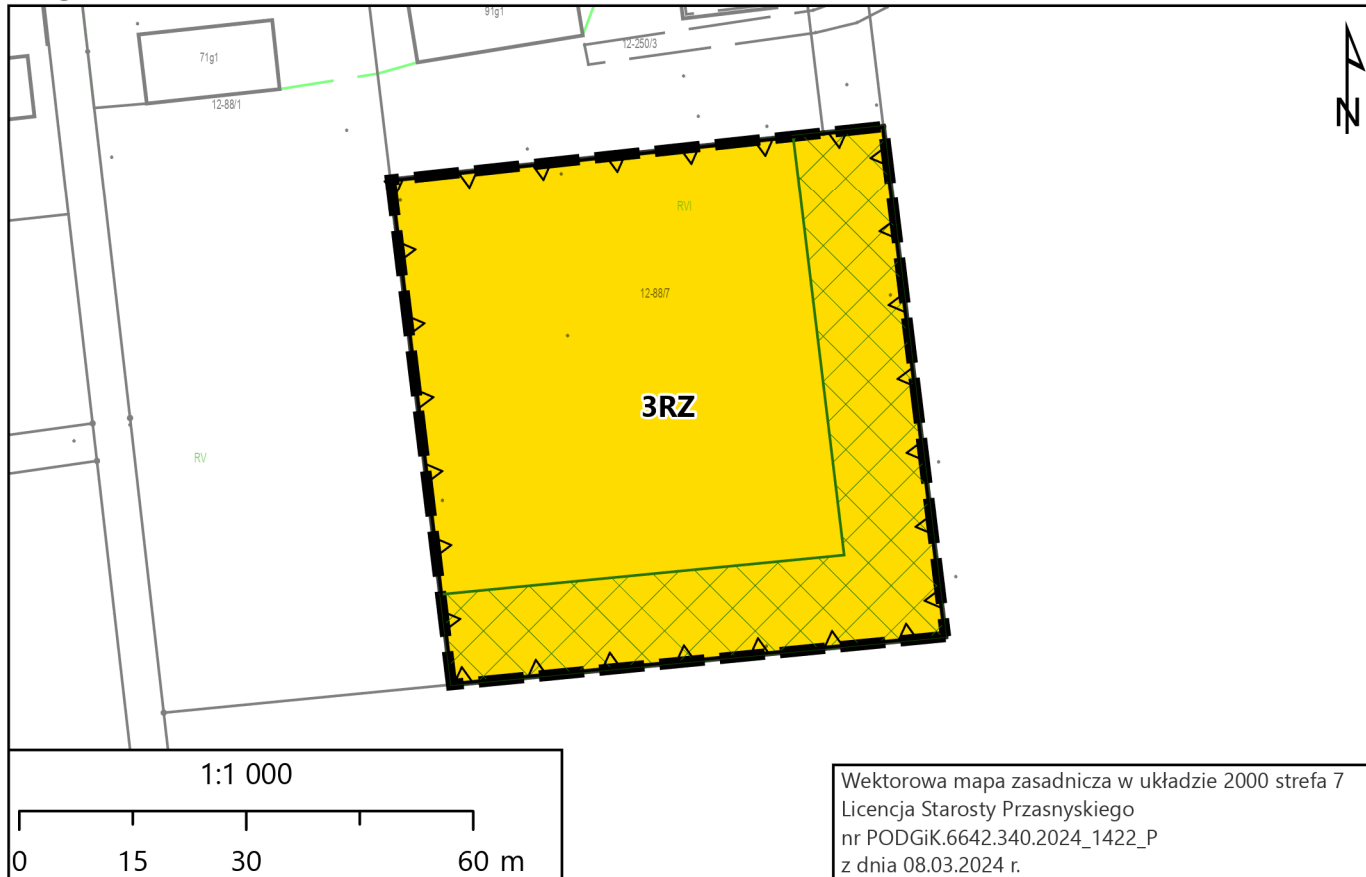 91g1
71g1
12-250/3
12-88/1
N
RVI
12-88/7
3RZ
RV
1:1 000
0 15 30 60 m
Wektorowa mapa zasadnicza w układzie 2000 strefa 7
Licencja Starosty Przasnyskiego
nr PODGiK.6642.340.2024_1422_P
z dnia 08.03.2024 r.